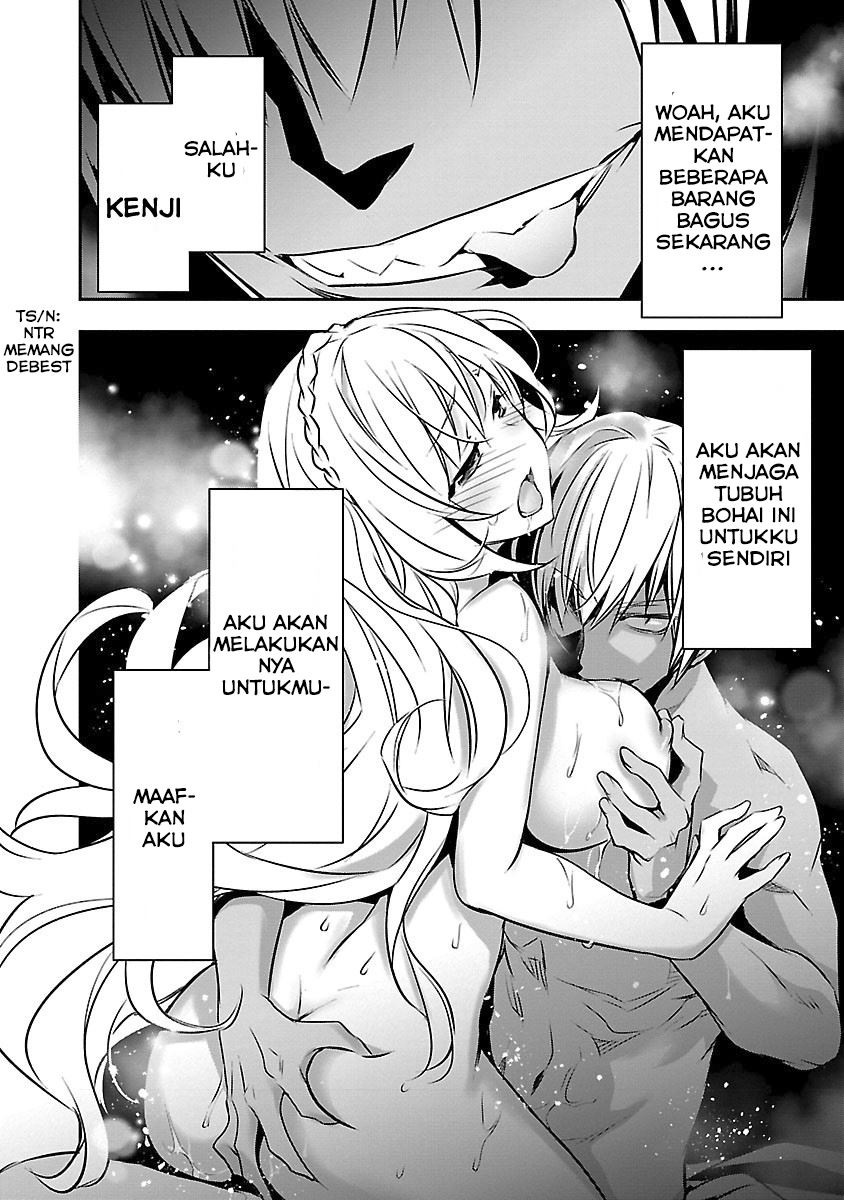 WOAH, AKU
MENDAPAT-
KAN
BEBERAPA
BARANG
BAGUS
SEKARANG
...
SALAH-
KU
KENJI
TS/N:
NTR
MEMANG
DEBEST
AKU AKAN
MENJAGA
TUBUH
BOHAI INI
UNTUKKU
SENDIRI
AKU AKAN
MELAKUKAN
NYA
UNTUKMU-
MAAF-
KAN
AKU